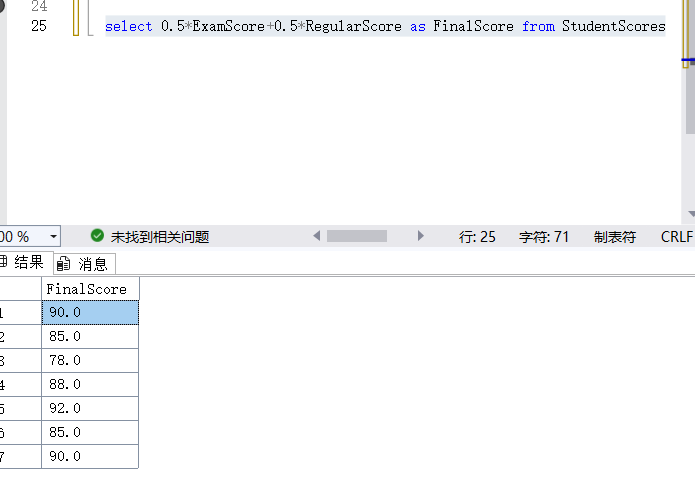 24
25 select 0.5*ExamScore+0.5*RegularScore as FinalScore from StudentScores
00 % 未找到相关问题 行: 25 字符: 71 制表符 CRLF
结果 消息
FinalScore
1 90.0
2 85.0
3 78.0
4 88.0
5 92.0
6 85.0
7 90.0